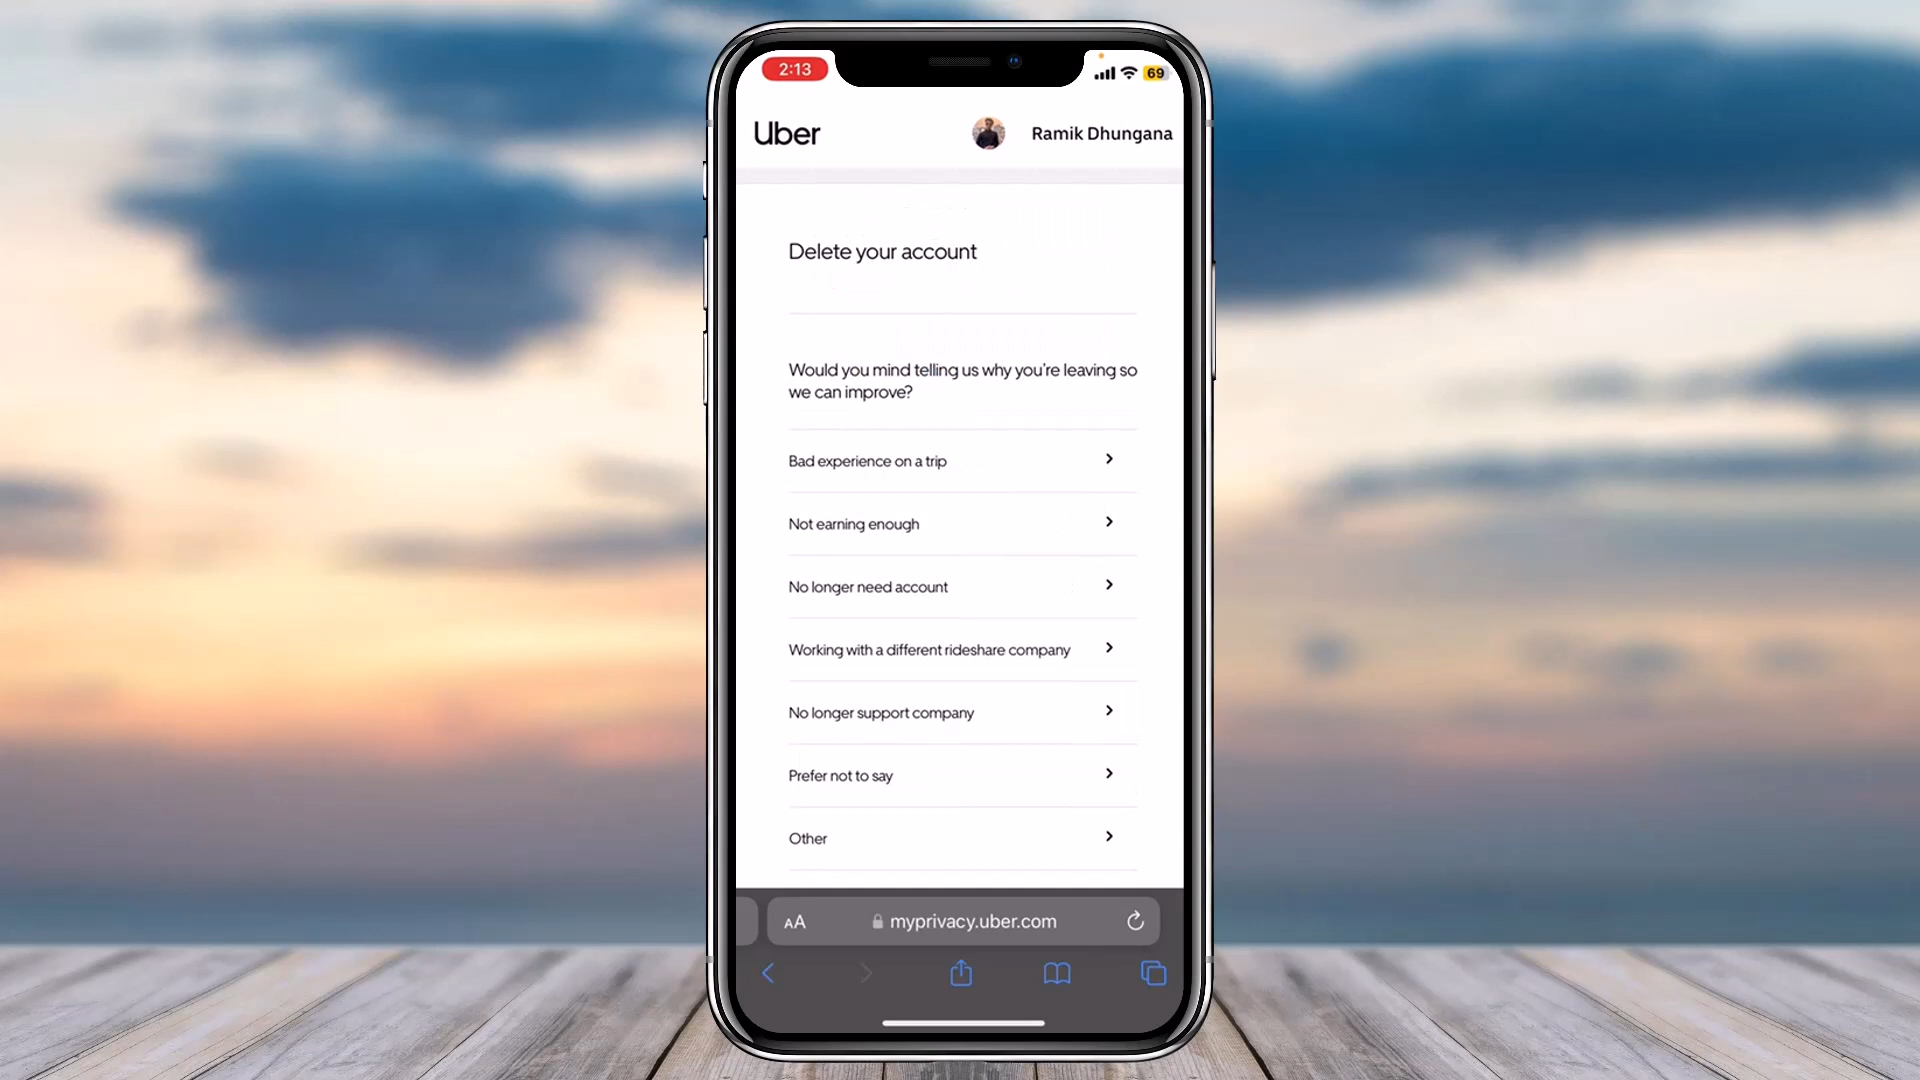 2:13
69
Uber
Ramik Dhungana
Delete your account
Would you mind telling us why you're leaving so
we can improve?
Bad experience on a trip
Not earning enough
No longer need account
Working with a different rideshare company
No longer support company
Prefer not to say
Other
AA
myprivacy.uber.com